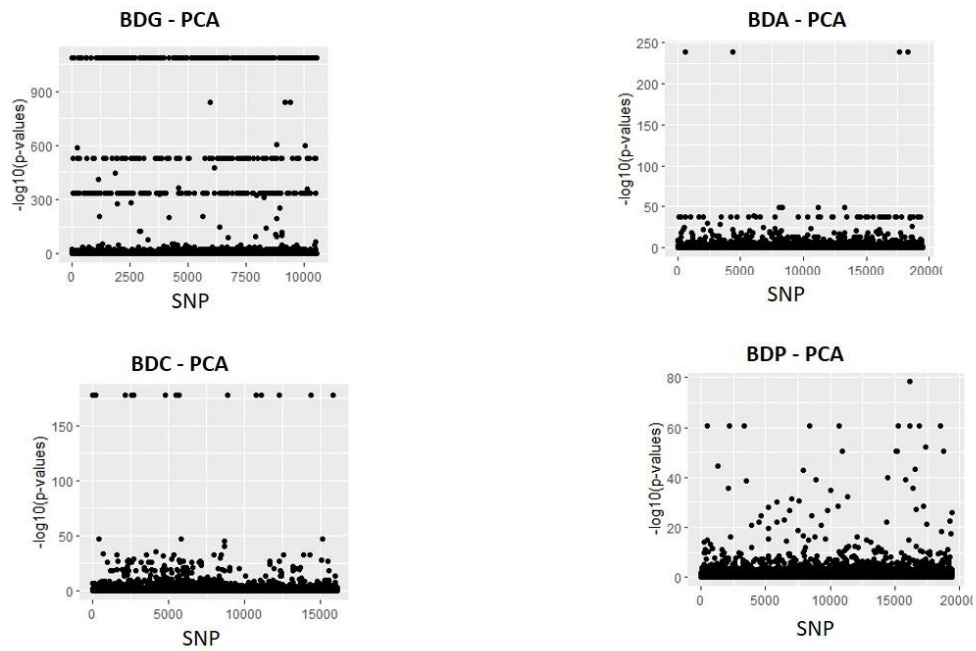 BDG - PCA
-log10(p-values)
900
600
300
0
0 2500 5000 7500 10000
SNP
BDA - PCA
-log10(p-values)
250
200
150
100
50
0
0 5000 10000 15000 2000(
SNP
BDC - PCA
-log10(p-values)
150
100
50
0
0 5000 10000 15000
SNP
BDP - PCA
-log10(p-values)
80
60
40
20
0
0 5000 10000 15000 20000
SNP